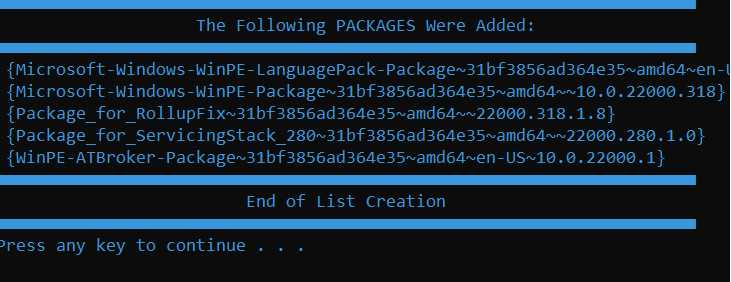 The Following PACKAGES Were Added:
{Microsoft-Windows-WinPE-LanguagePack-Package~31bf3856ad364e35~amd64~en-U
{Microsoft-Windows-WinPE-Package~31bf3856ad364e35~amd64~~10.0.22000.318}
{Package_for_RollupFix~31bf3856ad364e35~amd64~~22000.318.1.8}
{Package_for_ServicingStack_280~31bf3856ad364e35~amd64~~22000.280.1.0}
{WinPE-ATBroker-Package~31bf3856ad364e35~amd64~en-US~10.0.22000.1}
End of List Creation
Press any key to continue . . .